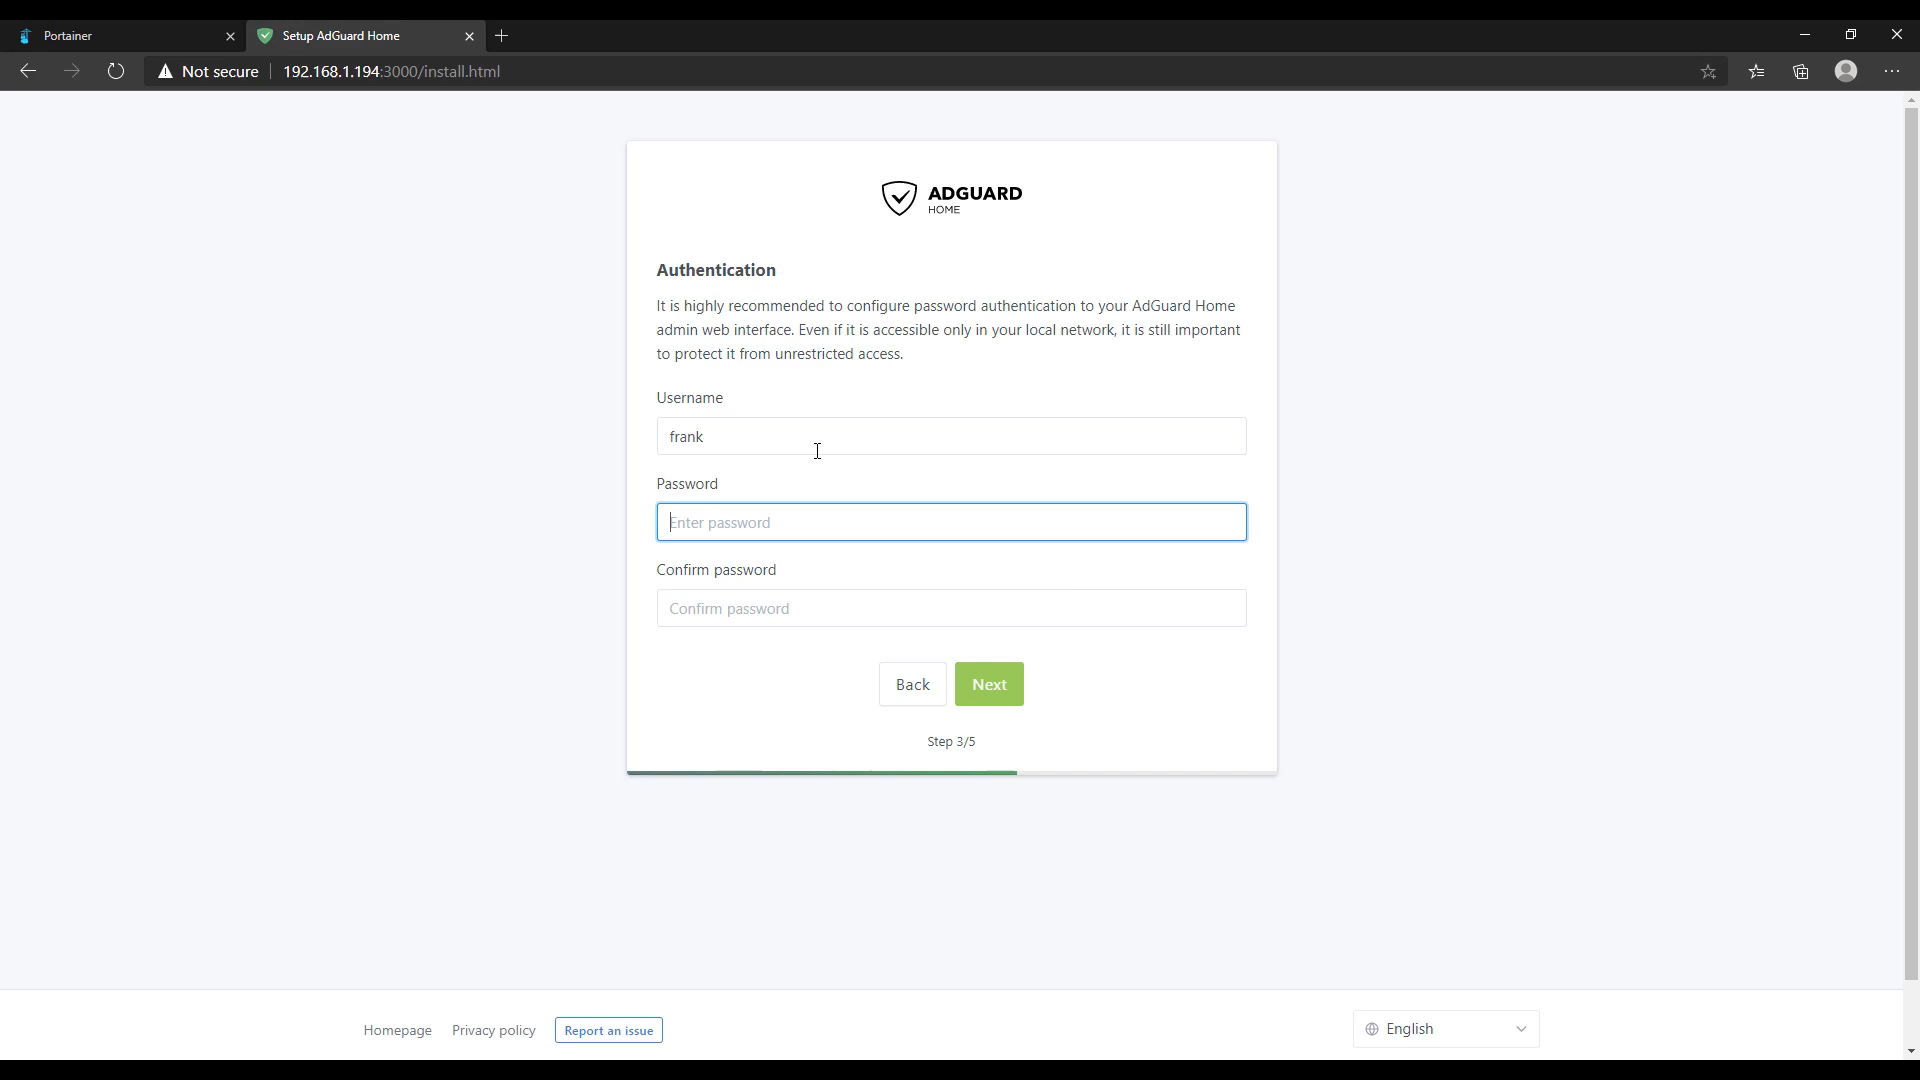 Portainer
Setup AdGuard Home
Not secure
192.168.1.194:3000/install.html
ADGUARD
HOME
Authentication
It is highly recommended to configure password authentication to your AdGuard Home
admin web interface. Even if it is accessible only in your local network, it is still important
to protect it from unrestricted access.
Username
frank
Password
Enter password
Confirm password
Confirm password
Back
Next
Step 3/5
Homepage
Privacy policy
Report an issue
English